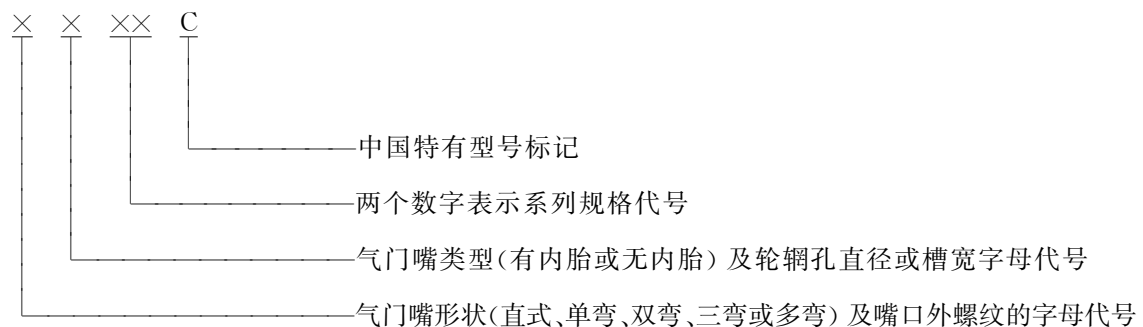 × × ×× C
中国特有型号标记
两个数字表示系列规格代号
气门嘴类型(有内胎或无内胎)及轮辋孔直径或槽宽字母代号
气门嘴形状(直式、单弯、双弯、三弯或多弯)及嘴口外螺纹的字母代号